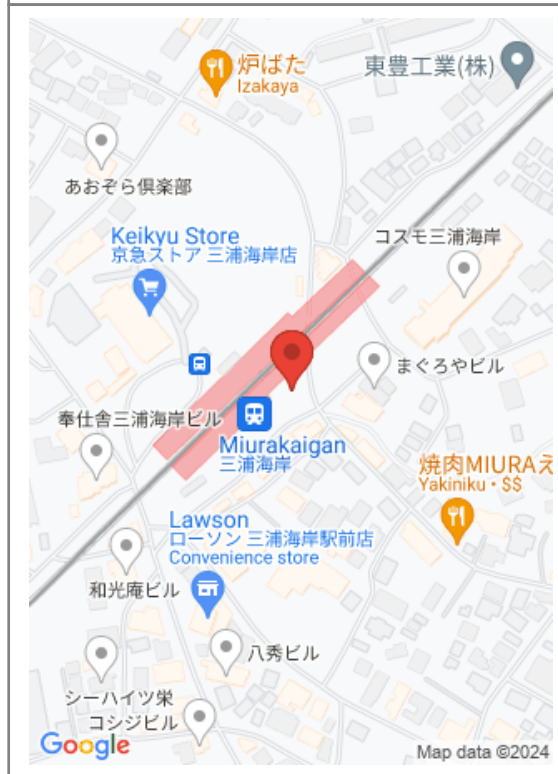 炉ばた
Izakaya
東豊工業(株)
あおぞら倶楽部
Keikyu Store
京急ストア 三浦海岸店
コスモ三浦海岸
まぐろやビル
奉仕舎三浦海岸ビル
Miurakaigan
三浦海岸
焼肉MIURAえ
Yakiniku • $$
Lawson
ローソン 三浦海岸駅前店
Convenience store
和光庵ビル
八秀ビル
シーハイツ栄
コシジビル
Google
Map data ©2024